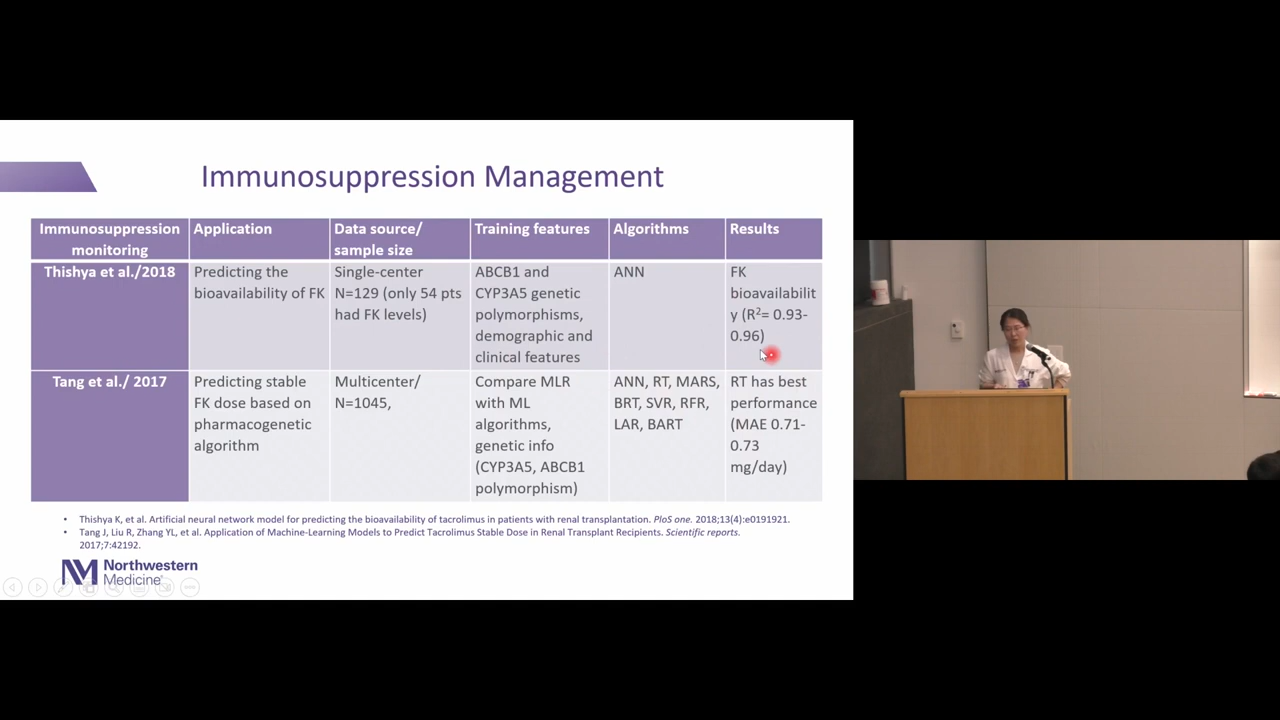 Immunosuppression Management
Immunosuppression
monitoring
Application
Data source/
sample size
Training features
Algorithms
Results
Thishya et al./2018
Predicting the
bioavailability of FK
Single-center
N=129 (only 54 pts
had FK levels)
ABCB1 and
CYP3A5 genetic
polymorphisms,
demographic and
clinical features
ANN
FK
bioavailabilit
y (R²= 0.93-
0.96)
Tang et al./ 2017
Predicting stable
FK dose based on
pharmacogenetic
algorithm
Multicenter/
N=1045,
Compare MLR
with ML
algorithms,
genetic info
(CYP3A5, ABCB1
polymorphism)
ANN, RT, MARS,
BRT, SVR, RFR,
LAR, BART
RT has best
performance
(MAE 0.71-
0.73
mg/day)
• Thishya K, et al. Artificial neural network model for predicting the bioavailability of tacrolimus in patients with renal transplantation. PloS one. 2018;13(4):e0191921.
• Tang J, Liu R, Zhang YL, et al. Application of Machine-Learning Models to Predict Tacrolimus Stable Dose in Renal Transplant Recipients. Scientific reports.
2017;7:42192.
Northwestern
Medicine®